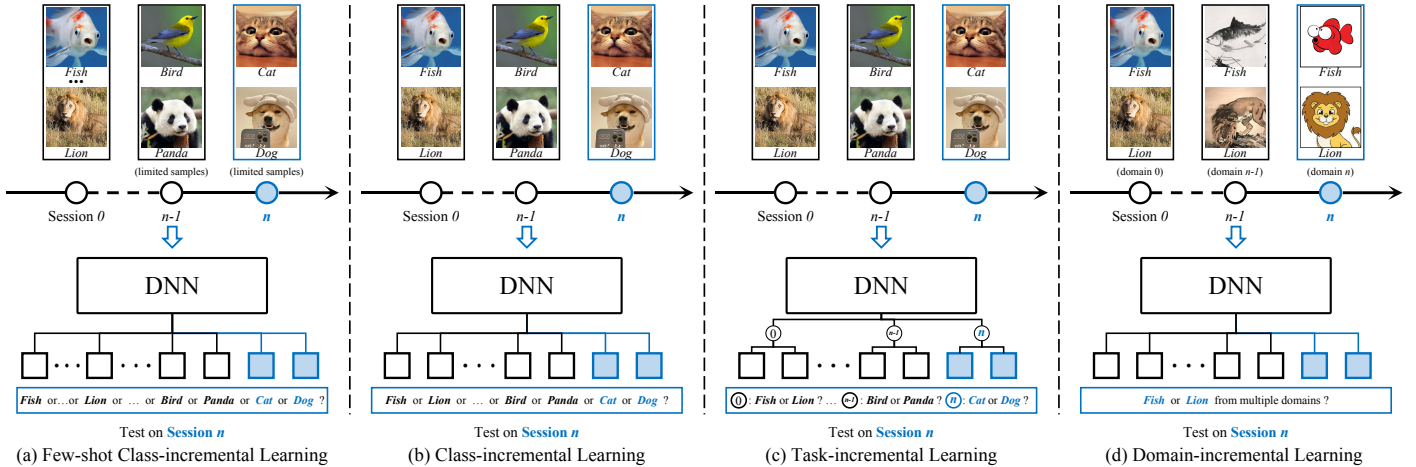 Fish
...
Lion
Bird
Panda
(limited samples)
Cat
Dog
(limited samples)
Session 0
n-1
n
DNN
Fish or...or Lion or ... or Bird or Panda or Cat or Dog ?
Test on Session n
(a) Few-shot Class-incremental Learning
Fish
Lion
Bird
Panda
Cat
Dog
Session 0
n-1
n
DNN
Fish or Lion or ... or Bird or Panda or Cat or Dog ?
Test on Session n
(b) Class-incremental Learning
Fish
Lion
Bird
Panda
Cat
Dog
Session 0
n-1
n
DNN
0
n-1
n
0 : Fish or Lion ? ... n-1 : Bird or Panda ? n : Cat or Dog ?
Test on Session n
(c) Task-incremental Learning
Fish
Lion
(domain 0)
Fish
Lion
(domain n-1)
Fish
Lion
(domain n)
Session 0
n-1
n
DNN
Fish or Lion from multiple domains ?
Test on Session n
(d) Domain-incremental Learning